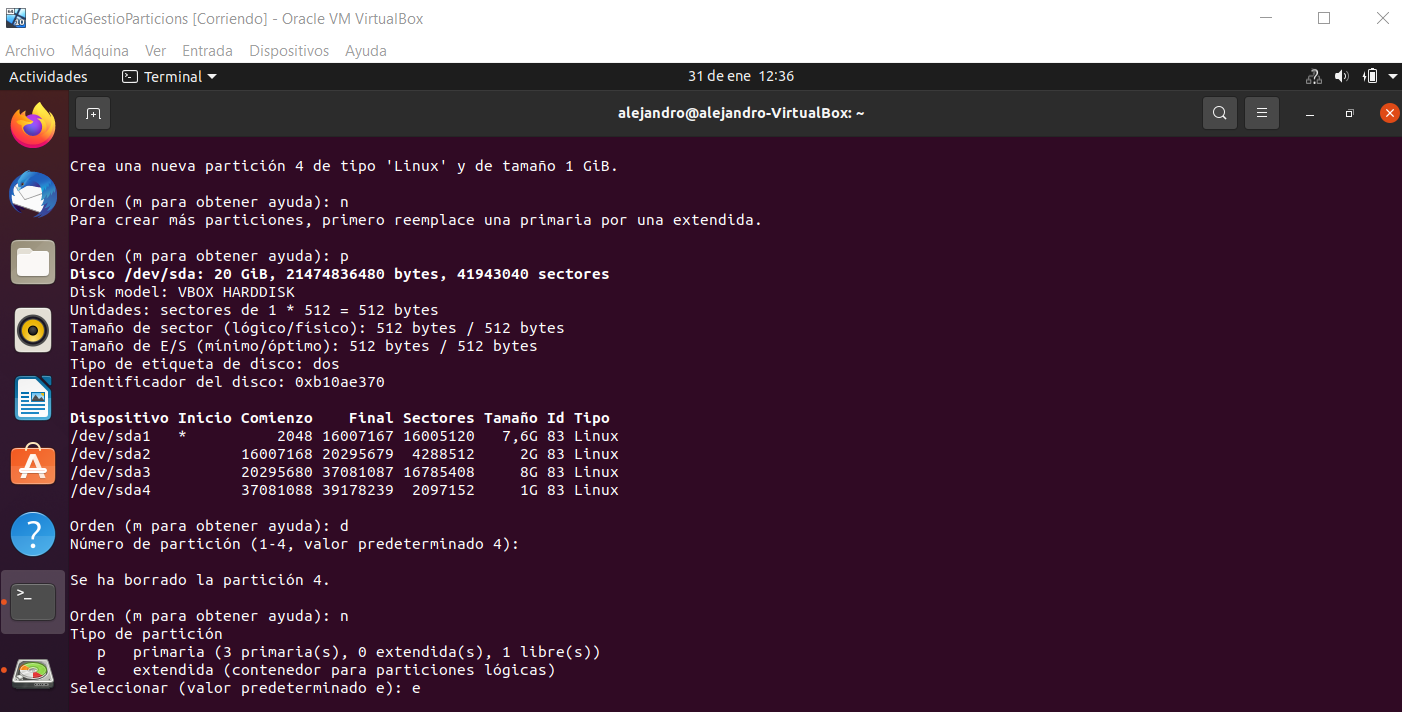 PracticaGestioParticions [Corriendo] - Oracle VM VirtualBox
Archivo Máquina Ver Entrada Dispositivos Ayuda
Actividades Terminal 31 de ene 12:36
alejandro@alejandro-VirtualBox: ~
Crea una nueva partición 4 de tipo 'Linux' y de tamaño 1 GiB.
Orden (m para obtener ayuda): n
Para crear más particiones, primero reemplace una primaria por una extendida.
Orden (m para obtener ayuda): p
Disco /dev/sda: 20 GiB, 21474836480 bytes, 41943040 sectores
Disk model: VBOX HARDDISK
Unidades: sectores de 1 * 512 = 512 bytes
Tamaño de sector (lógico/físico): 512 bytes / 512 bytes
Tamaño de E/S (mínimo/óptimo): 512 bytes / 512 bytes
Tipo de etiqueta de disco: dos
Identificador del disco: 0xb10ae370
Dispositivo Inicio Comienzo    Final Sectores Tamaño Id Tipo
/dev/sda1   *          2048 16007167 16005120   7,6G 83 Linux
/dev/sda2          16007168 20295679  4288512     2G 83 Linux
/dev/sda3          20295680 37081087 16785408     8G 83 Linux
/dev/sda4          37081088 39178239  2097152     1G 83 Linux
Orden (m para obtener ayuda): d
Número de partición (1-4, valor predeterminado 4):
Se ha borrado la partición 4.
Orden (m para obtener ayuda): n
Tipo de partición
   p   primaria (3 primaria(s), 0 extendida(s), 1 libre(s))
   e   extendida (contenedor para particiones lógicas)
Seleccionar (valor predeterminado e): e